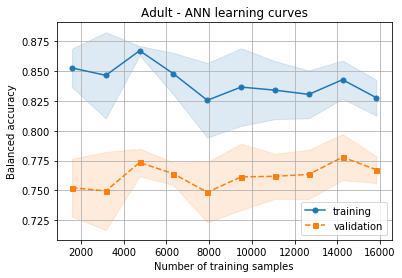 Adult - ANN learning curves
Balanced accuracy
0.875
0.850
0.825
0.800
0.775
0.750
0.725
training
validation
2000 4000 6000 8000 10000 12000 14000 16000
Number of training samples